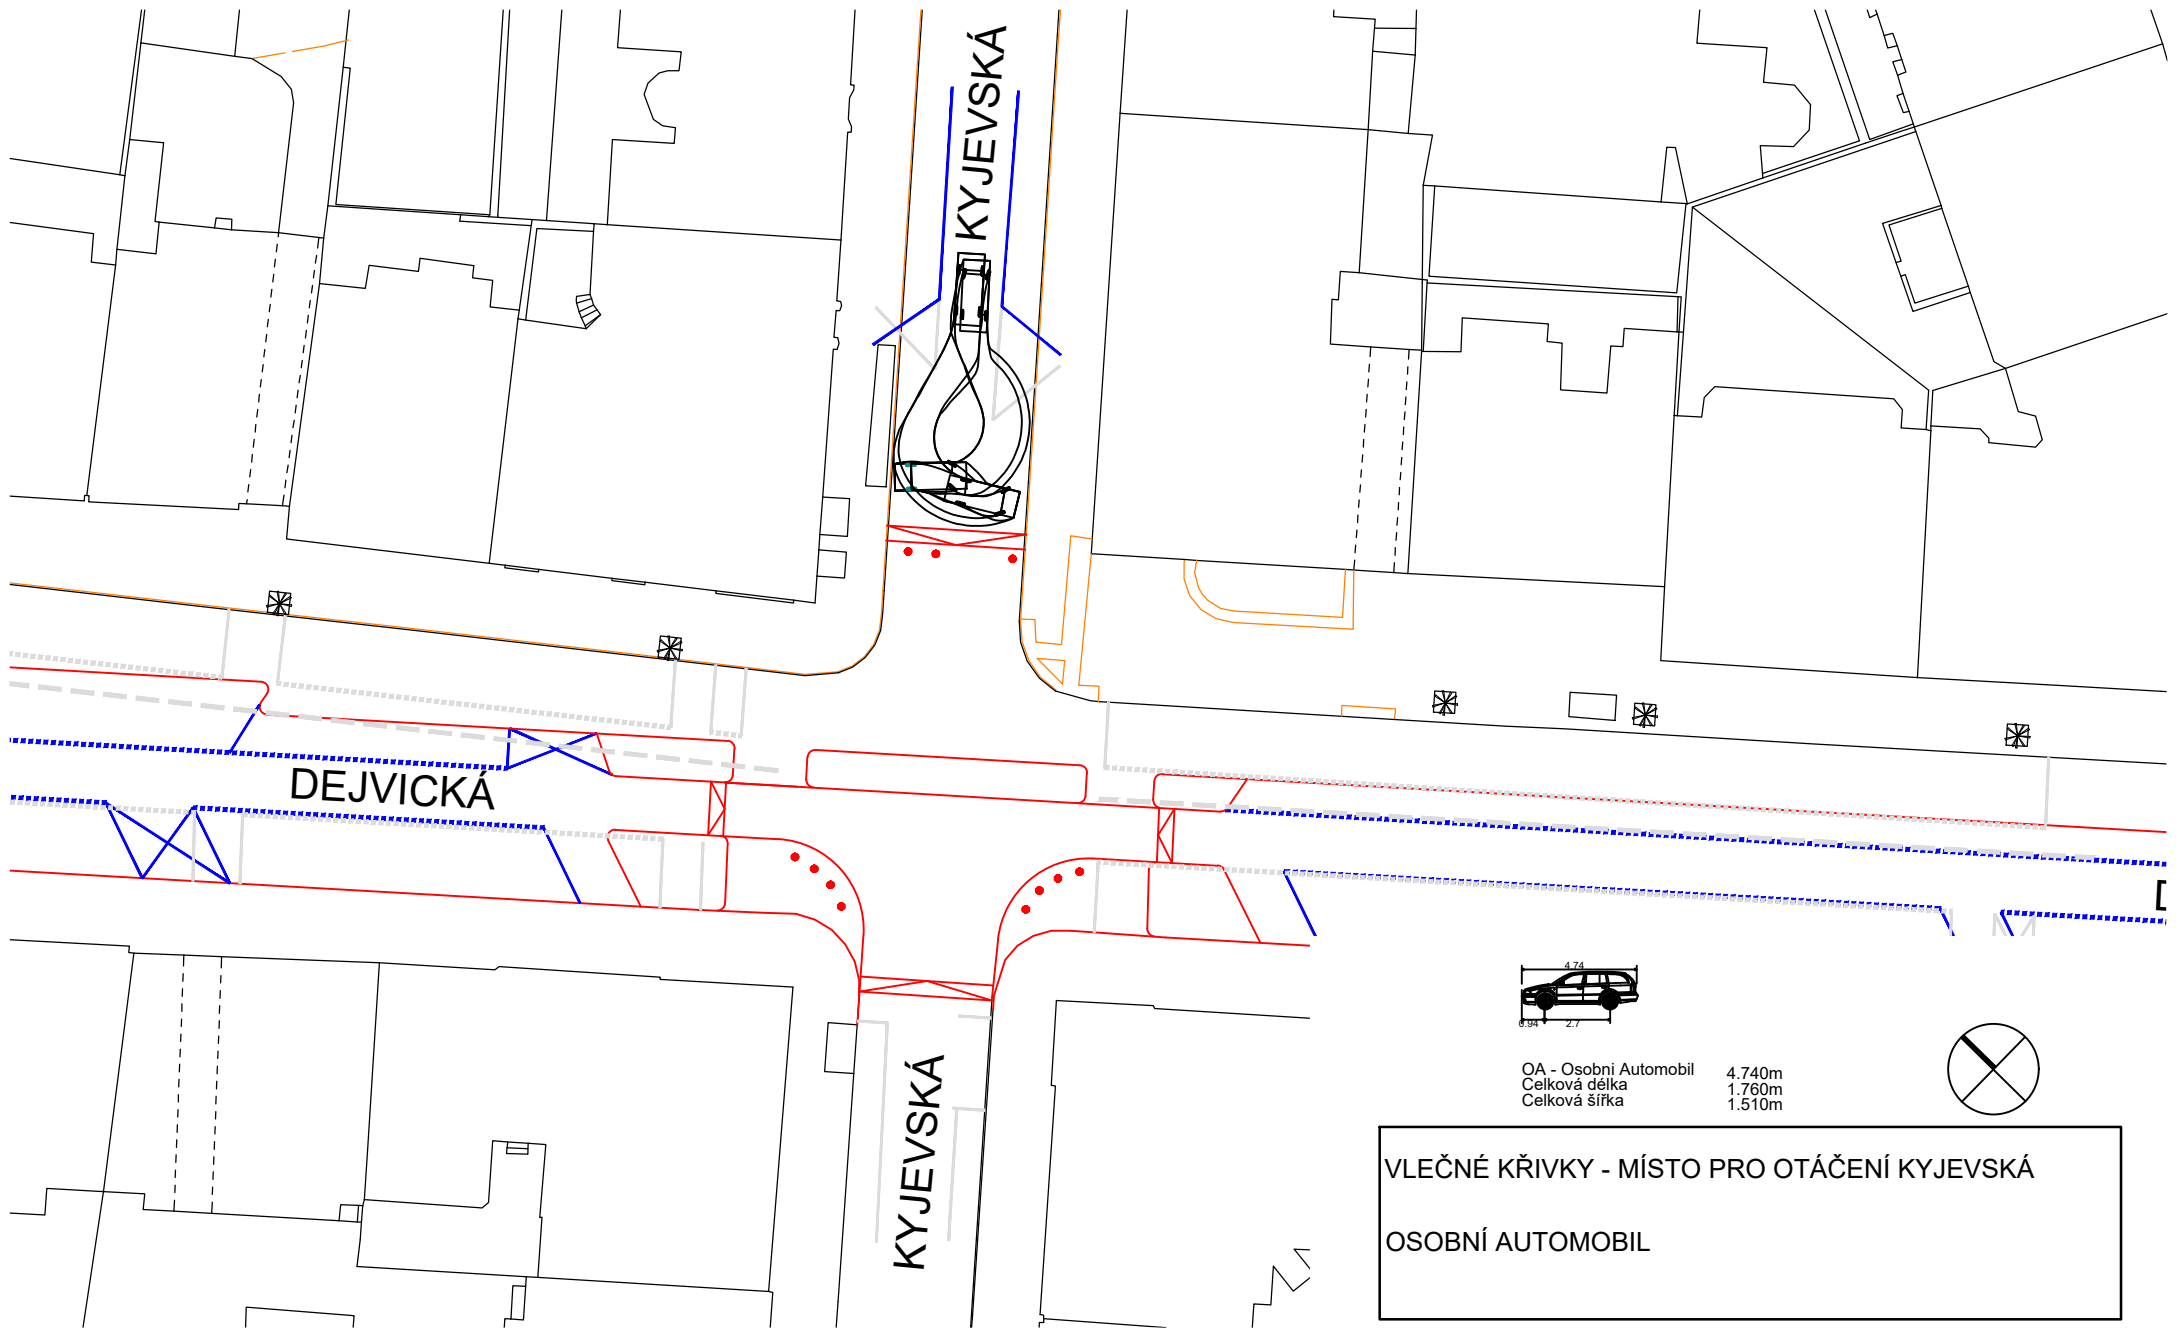 KYJEVSKÁ
DEJVICKÁ
KYJEVSKÁ
4.74
0.94 2.7
OA - Osobni Automobil 4.740m
Celková délka 1.760m
Celková šířka 1.510m
VLEČNÉ KŘIVKY - MÍSTO PRO OTÁČENÍ KYJEVSKÁ
OSOBNÍ AUTOMOBIL